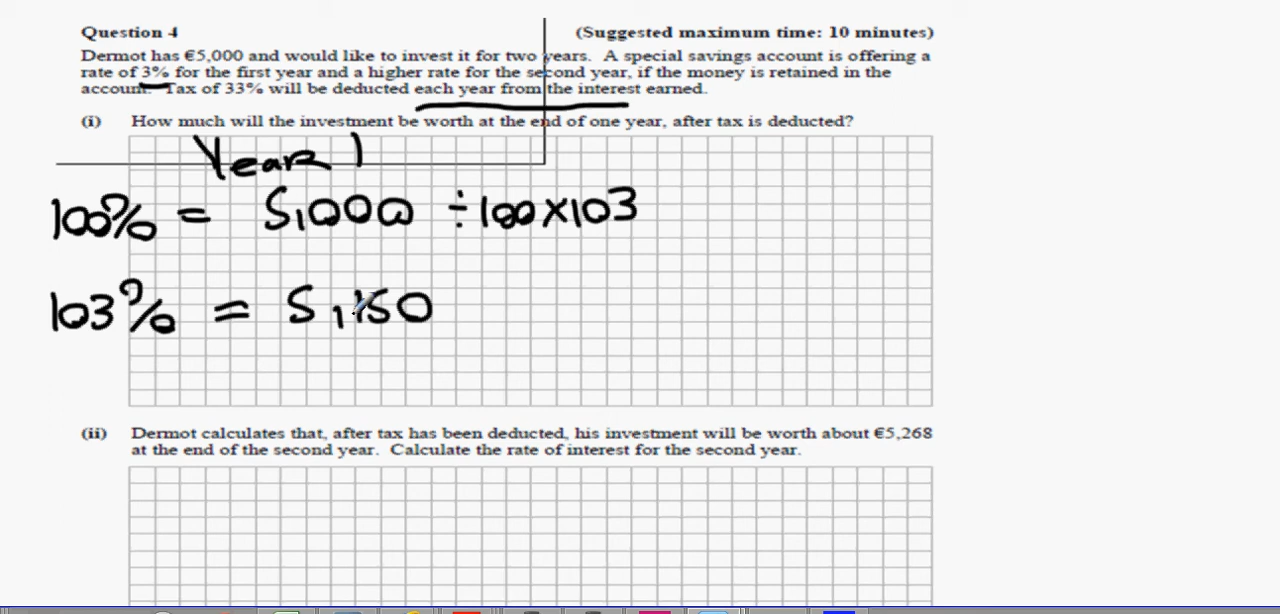 Question 4 (Suggested maximum time: 10 minutes)
Dermot has €5,000 and would like to invest it for two years. A special savings account is offering a
rate of 3% for the first year and a higher rate for the second year, if the money is retained in the
account. Tax of 33% will be deducted each year from the interest earned.
(i) How much will the investment be worth at the end of one year, after tax is deducted?
Year 1
100% = 5,000 ÷100×103
103% = 5,150
(ii) Dermot calculates that, after tax has been deducted, his investment will be worth about €5,268
at the end of the second year. Calculate the rate of interest for the second year.